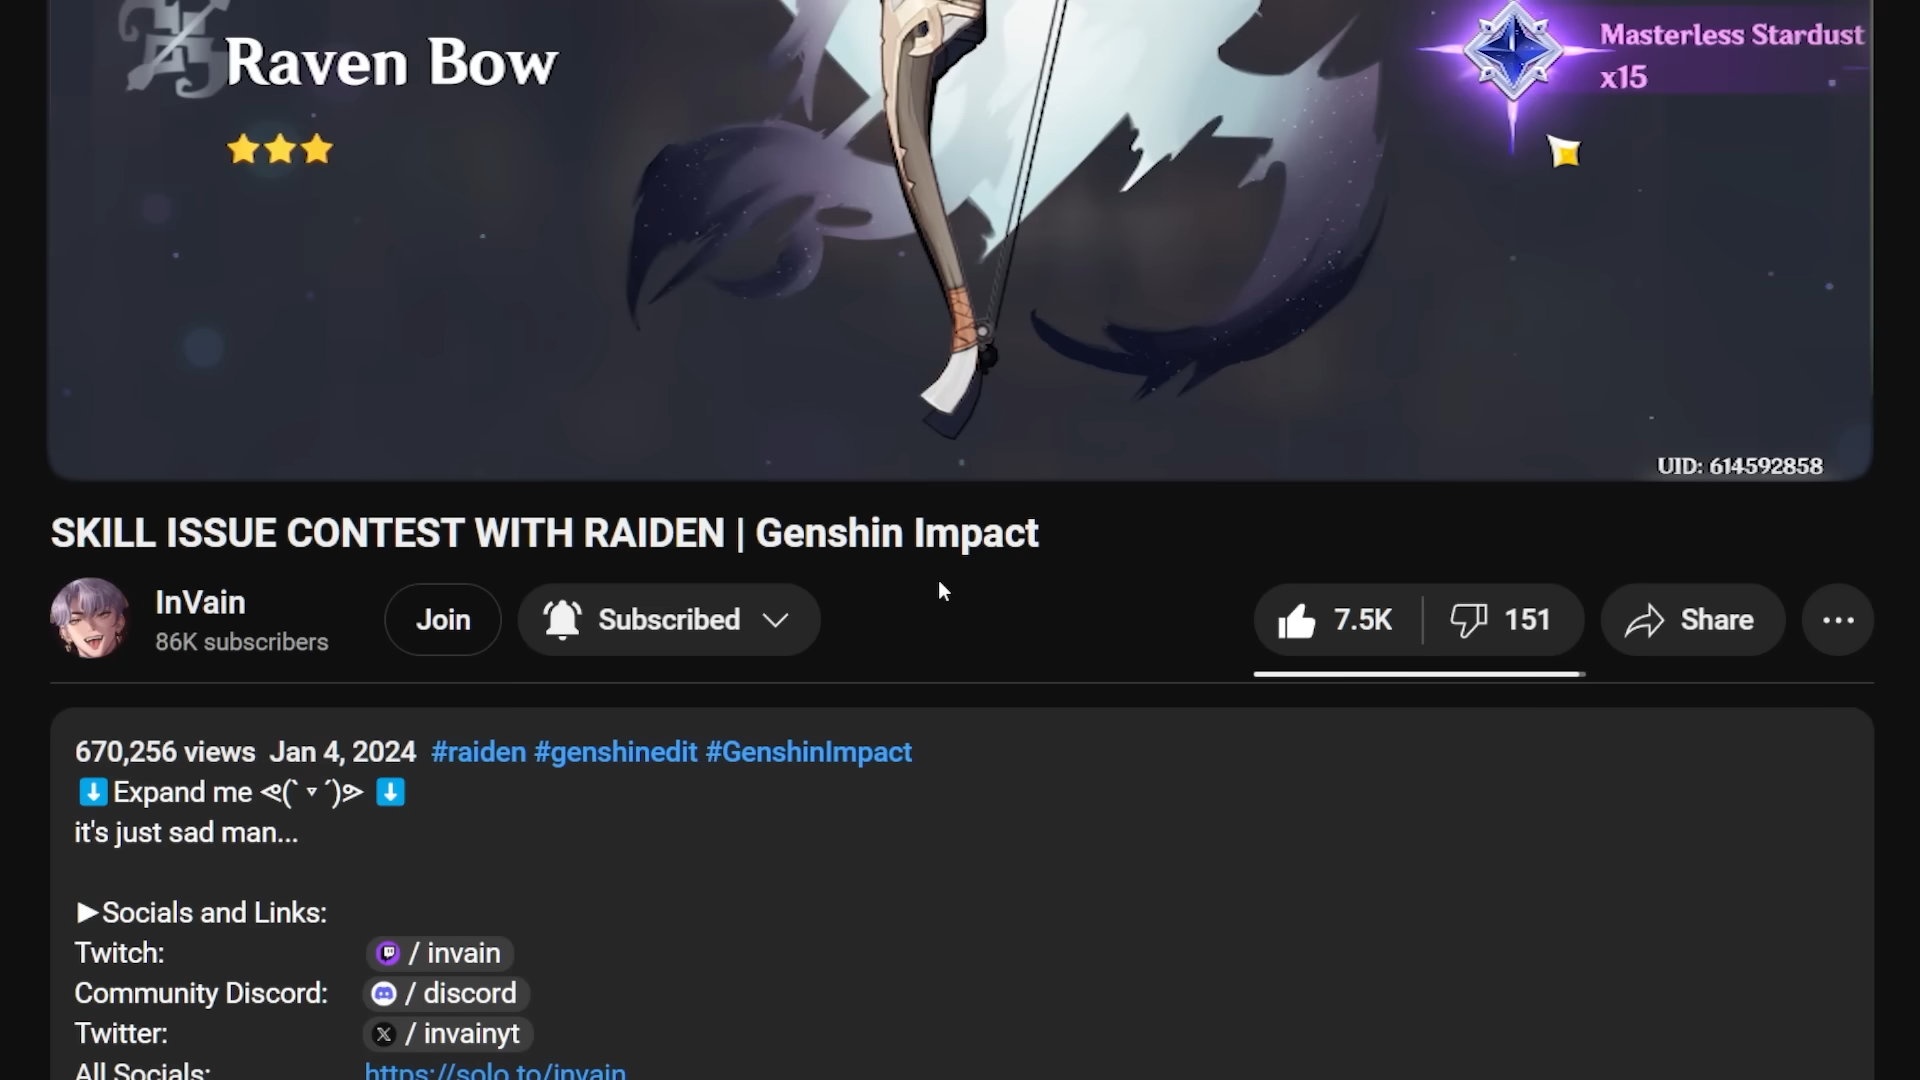 Raven Bow
Masterless Stardust
x15
UID: 614592858
SKILL ISSUE CONTEST WITH RAIDEN | Genshin Impact
InVain
86K subscribers
Join
Subscribed
7.5K
151
Share
670,256 views Jan 4, 2024 #raiden #genshinedit #GenshinImpact
⬇️Expand me ᕙ(` ▿ ´)ᕗ ⬇️
it's just sad man...
►Socials and Links:
Twitch: / invain
Community Discord: / discord
Twitter: / invainyt
All Socials: https://solo.to/invain